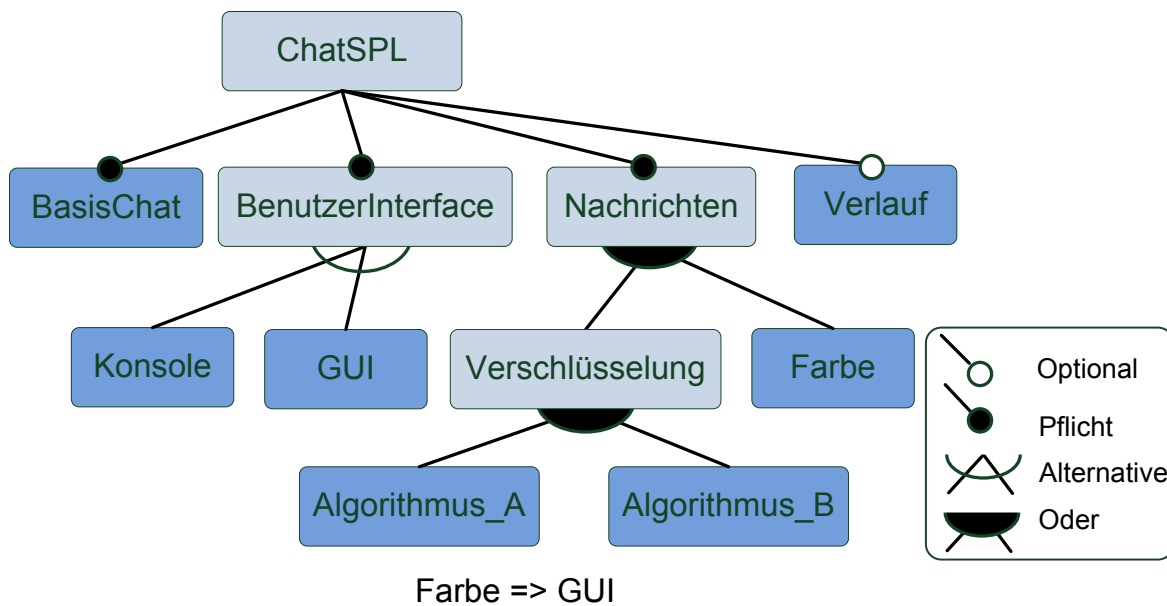 ChatSPL
BasisChat
BenutzerInterface
Nachrichten
Verlauf
Konsole
GUI
Verschlüsselung
Farbe
Algorithmus_A
Algorithmus_B
Optional
Pflicht
Alternative
Oder
Farbe => GUI